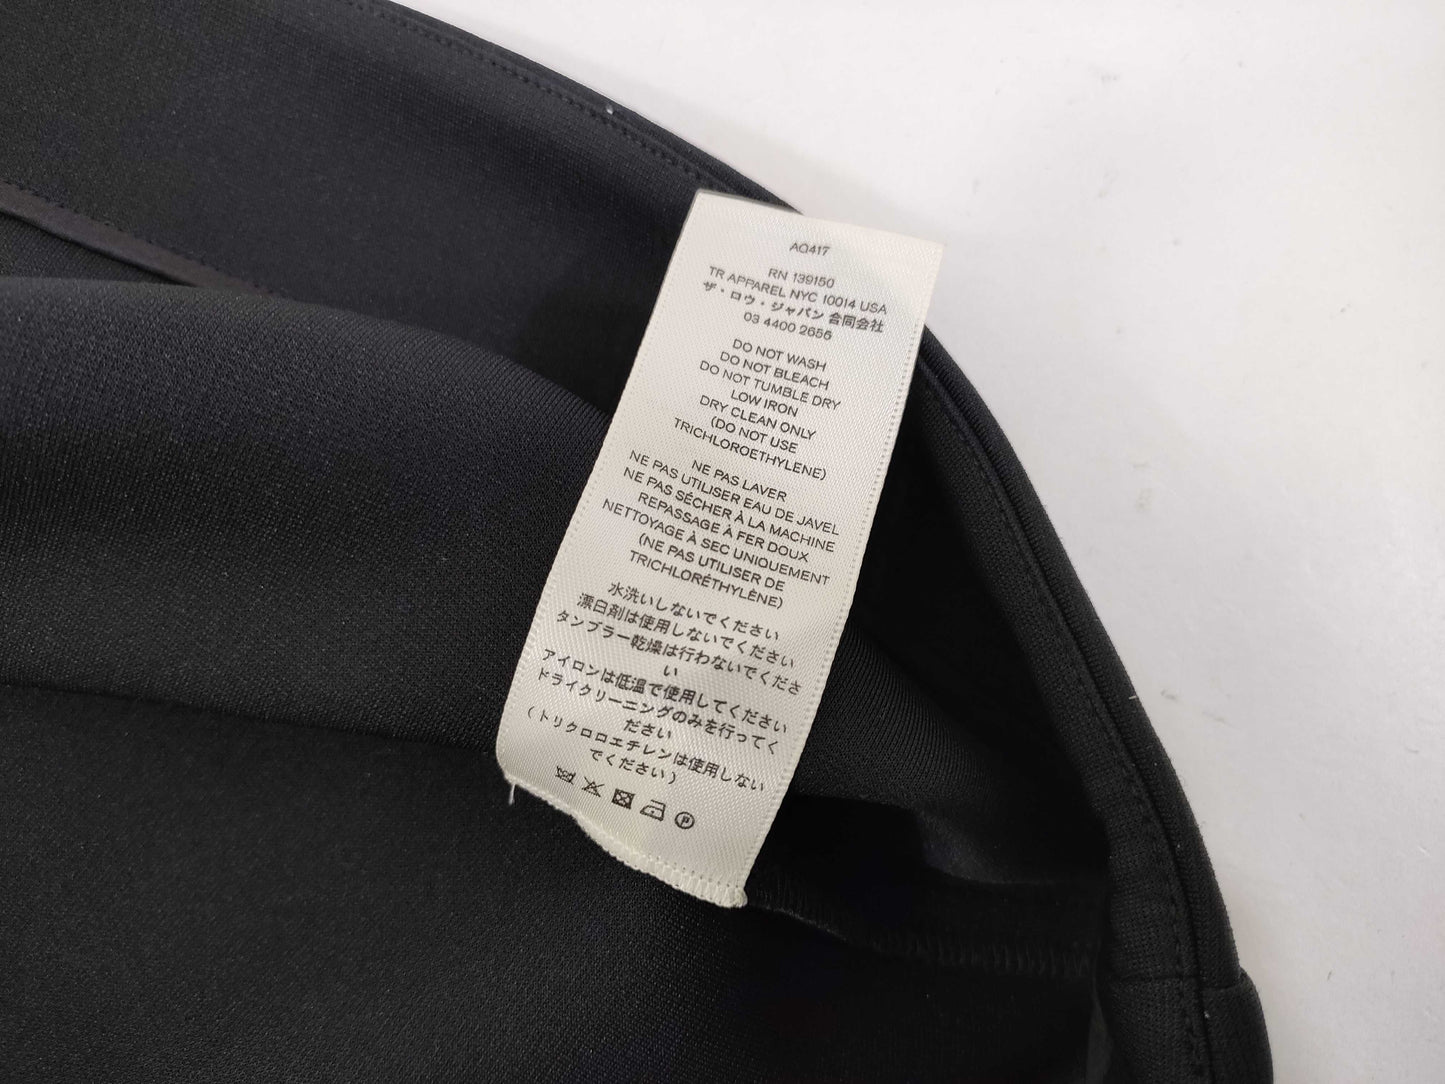 AQ417
RN 139150
TR APPAREL NYC 10014 USA
ザ・ロウ・ジャパン 合同会社
03 4400 2656
DO NOT WASH
DO NOT BLEACH
DO NOT TUMBLE DRY
LOW IRON
DRY CLEAN ONLY
(DO NOT USE
TRICHLOROETHYLENE)
NE PAS LAVER
NE PAS UTILISER EAU DE JAVEL
NE PAS SÉCHER À LA MACHINE
REPASSAGE À FER DOUX
NETTOYAGE À SEC UNIQUEMENT
(NE PAS UTILISER DE
TRICHLORÉTHYLÈNE)
水洗いしないでください
漂白剤は使用しないでください
タンブラー乾燥は行わないでくださ
い
アイロンは低温で使用してください
ドライクリーニングのみを行ってく
ださい
(トリクロロエチレンは使用しない
でください)
P